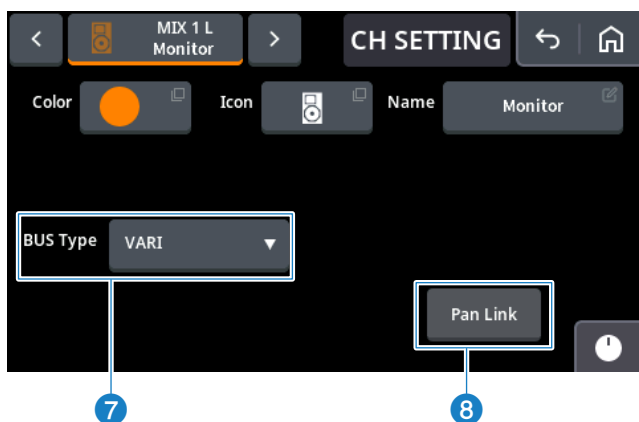 MIX 1 L
Monitor
CH SETTING
Color
Icon
Name
Monitor
BUS Type
VARI
Pan Link
7
8